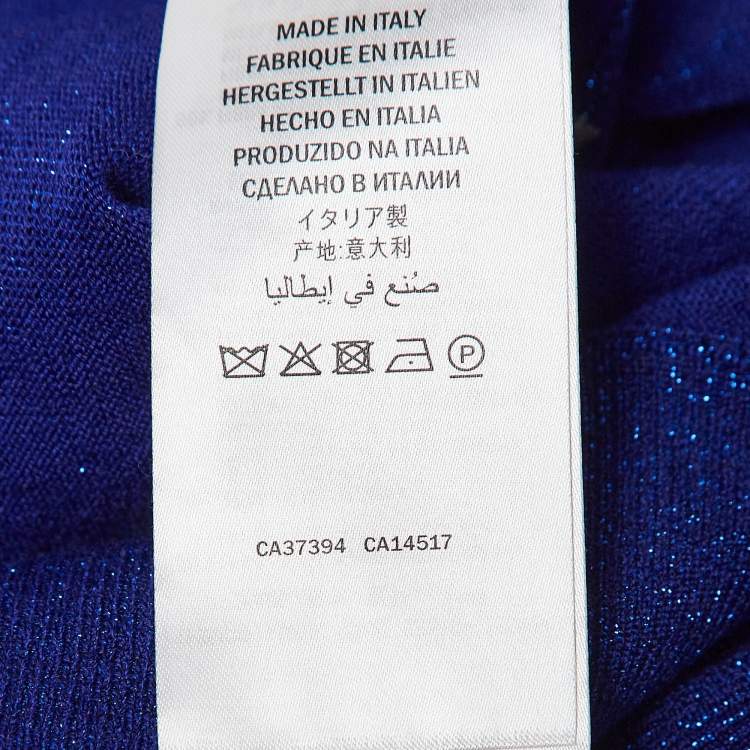 MADE IN ITALY
FABRIQUE EN ITALIE
HERGESTELLT IN ITALIEN
HECHO EN ITALIA
PRODUZIDO NA ITALIA
СДЕЛАНО В ИТАЛИИ
イタリア製
产地:意大利
صُنع في إيطاليا
P
CA37394 CA14517